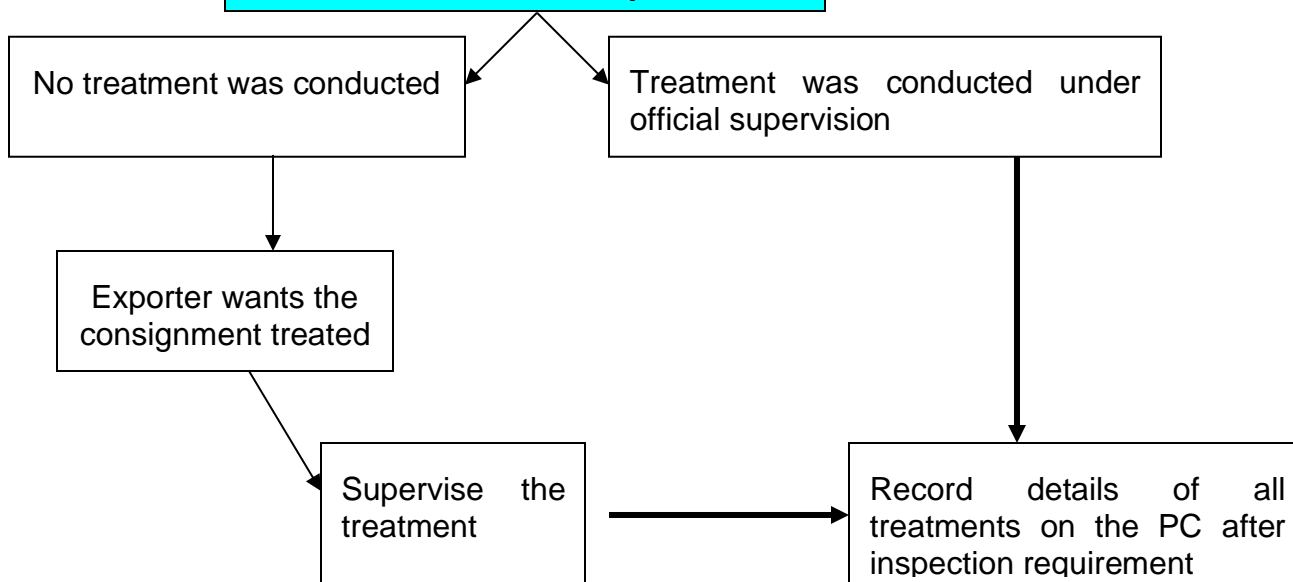 No treatment was conducted
Treatment was conducted under
official supervision
Exporter wants the
consignment treated
Supervise the
treatment
Record details of all
treatments on the PC after
inspection requirement